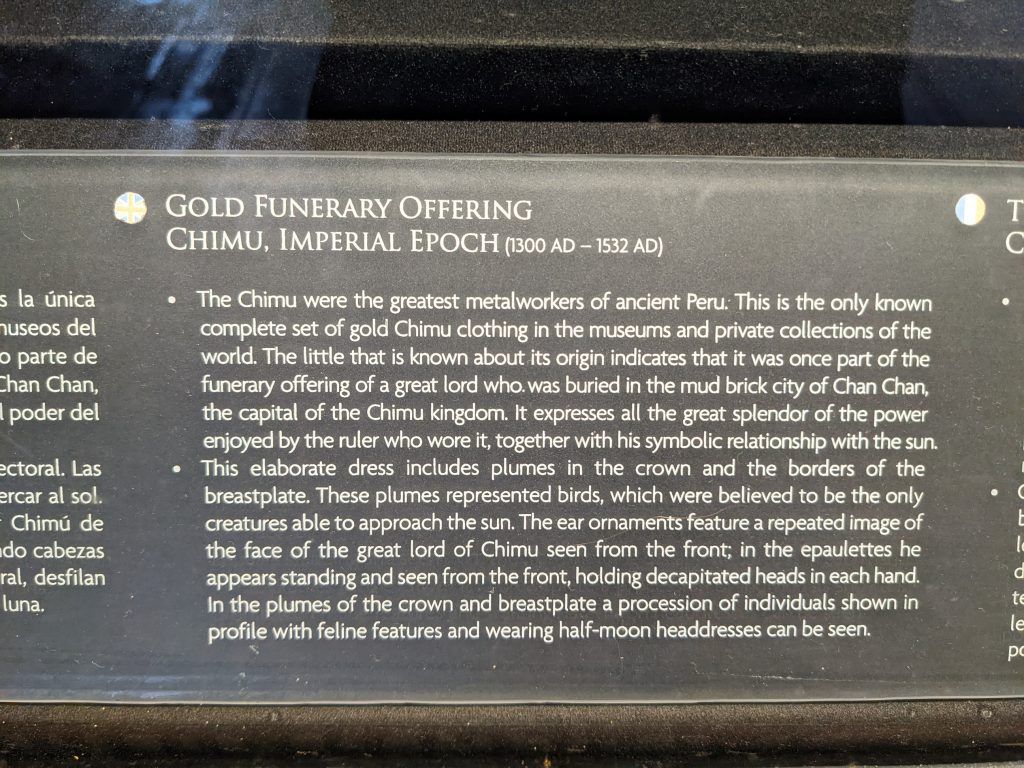 s la única
museos del
o parte de
Chan Chan,
l poder del
ectoral. Las
ercar al sol.
Chimú de
ndo cabezas
ral, desfilan
luna.
GOLD FUNERARY OFFERING
CHIMU, IMPERIAL EPOCH (1300 AD – 1532 AD)
• The Chimu were the greatest metalworkers of ancient Peru. This is the only known
complete set of gold Chimu clothing in the museums and private collections of the
world. The little that is known about its origin indicates that it was once part of the
funerary offering of a great lord who was buried in the mud brick city of Chan Chan,
the capital of the Chimu kingdom. It expresses all the great splendor of the power
enjoyed by the ruler who wore it, together with his symbolic relationship with the sun.
• This elaborate dress includes plumes in the crown and the borders of the
breastplate. These plumes represented birds, which were believed to be the only
creatures able to approach the sun. The ear ornaments feature a repeated image of
the face of the great lord of Chimu seen from the front; in the epaulettes he
appears standing and seen from the front, holding decapitated heads in each hand.
In the plumes of the crown and breastplate a procession of individuals shown in
profile with feline features and wearing half-moon headdresses can be seen.
T
C
•
•